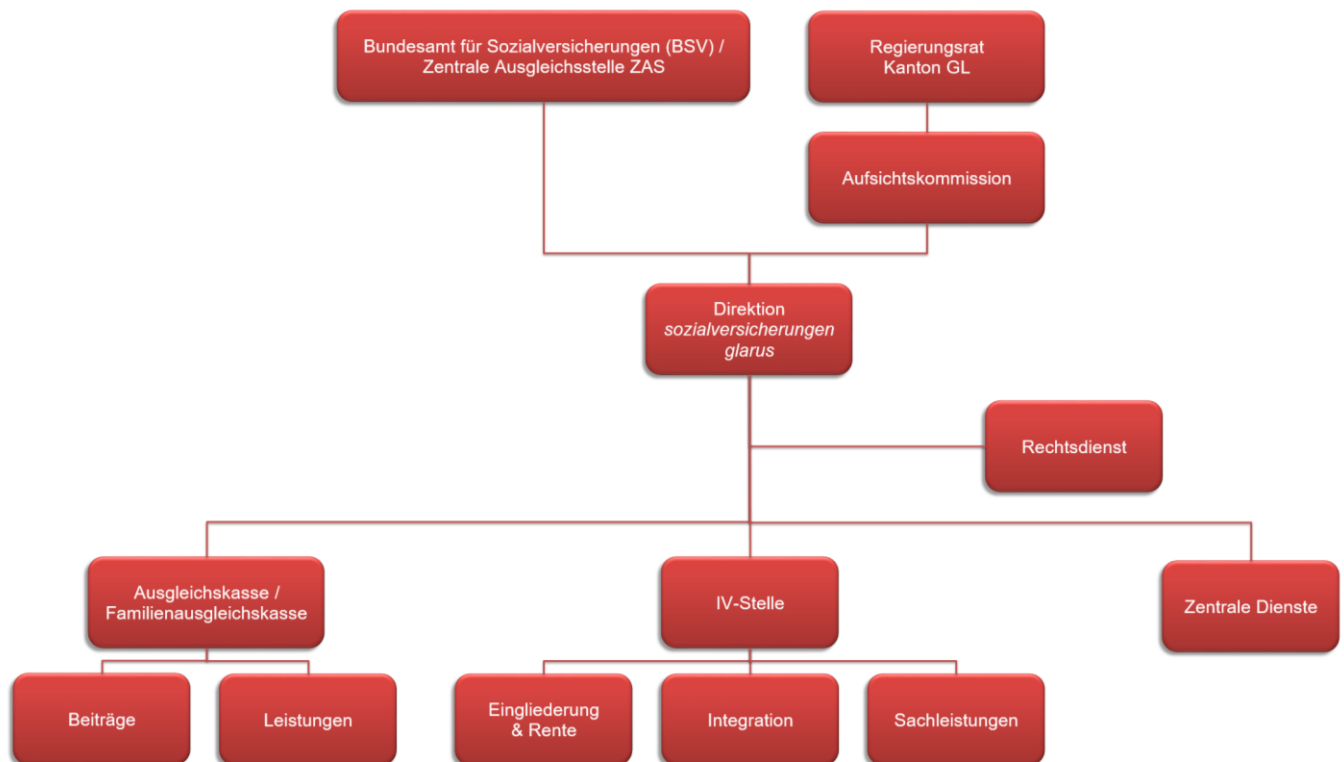 Bundesamt für Sozialversicherungen (BSV) /
Zentrale Ausgleichsstelle ZAS
Regierungsrat
Kanton GL
Aufsichtskommission
Direktion
sozialversicherungen
glarus
Rechtsdienst
Ausgleichskasse /
Familienausgleichskasse
IV-Stelle
Zentrale Dienste
Beiträge
Leistungen
Eingliederung
& Rente
Integration
Sachleistungen